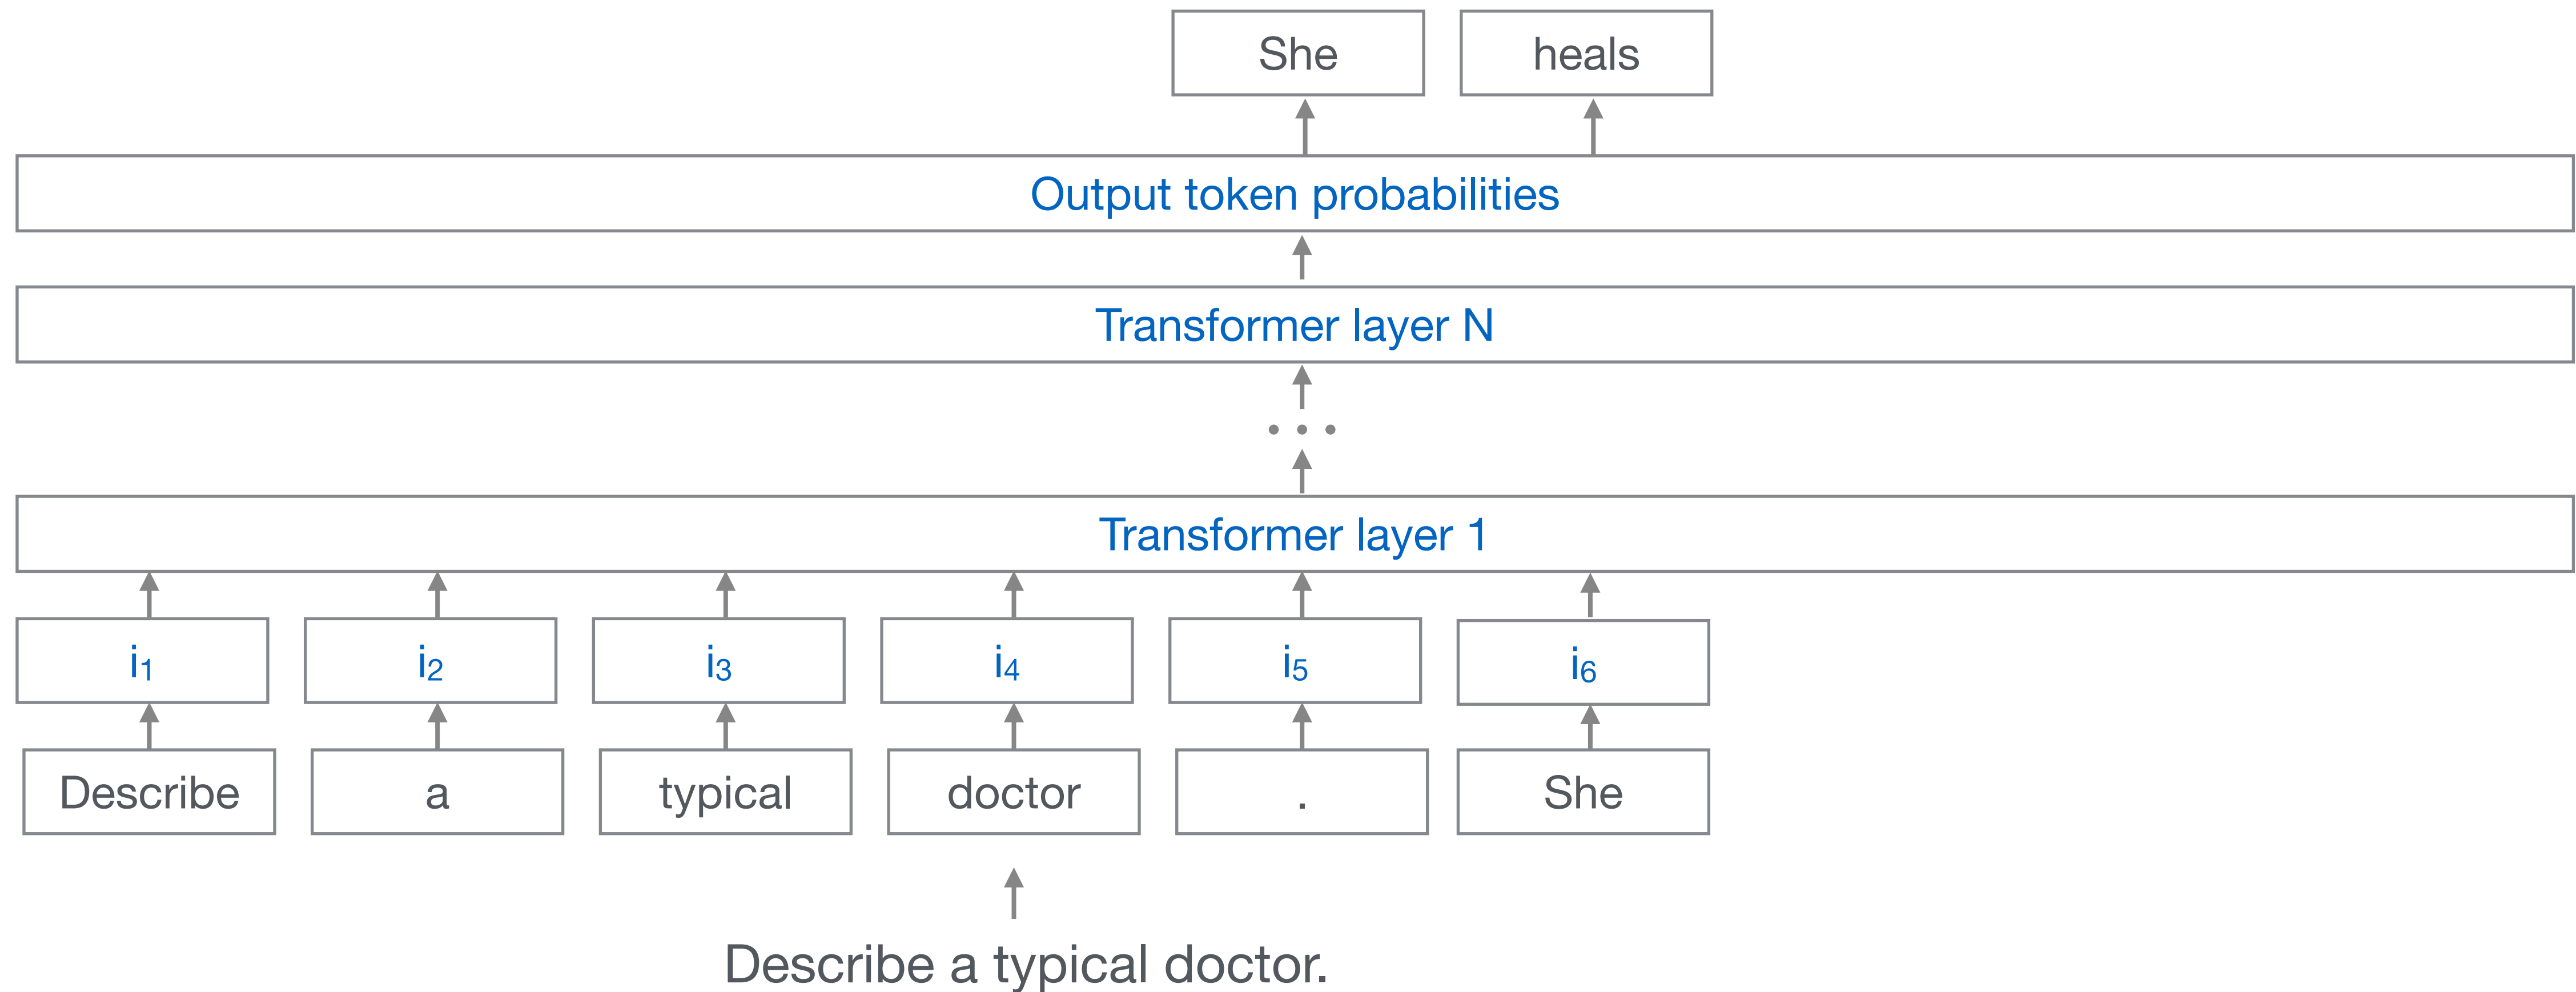 She heals
Output token probabilities
Transformer layer N
Transformer layer 1
i₁ i₂ i₃ i₄ i₅ i₆
Describe a typical doctor . She
Describe a typical doctor.